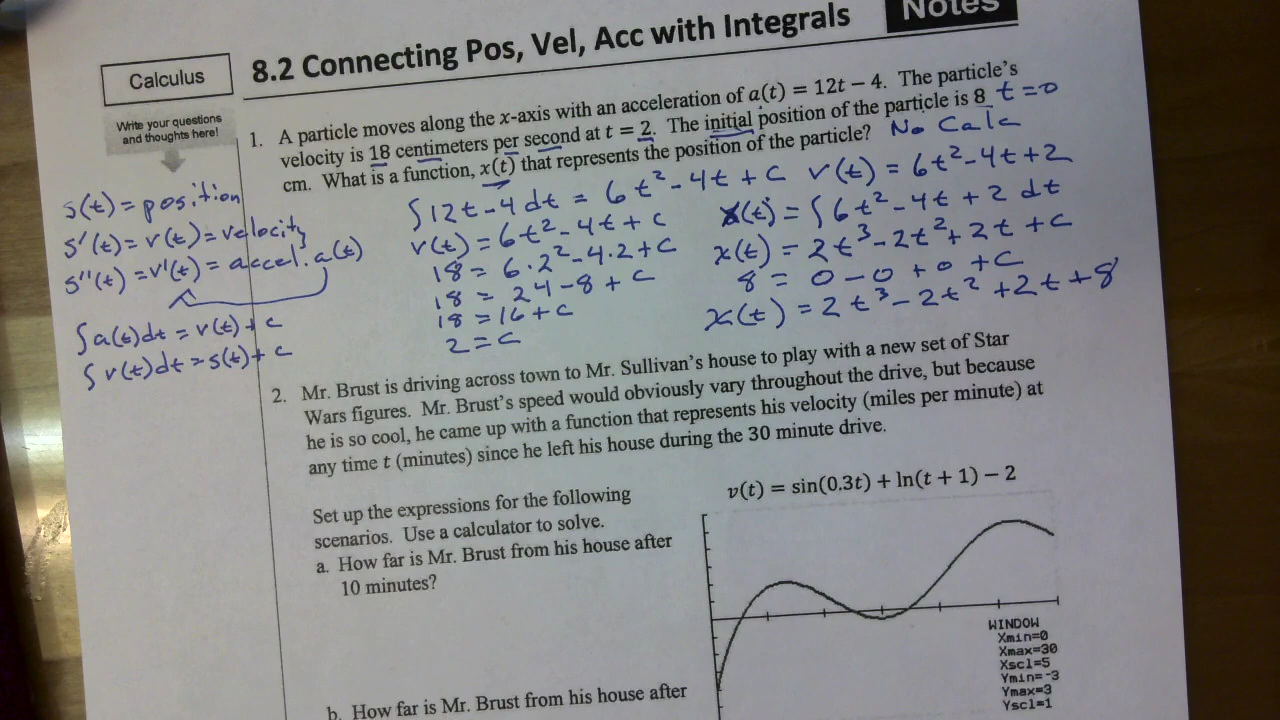 Notes
Calculus
8.2 Connecting Pos, Vel, Acc with Integrals
Write your questions
and thoughts here!
1. A particle moves along the x-axis with an acceleration of a(t) = 12t − 4. The particle's
velocity is 18 centimeters per second at t = 2. The initial position of the particle is 8 t = 0
cm. What is a function, x(t) that represents the position of the particle? No Calc
s(t) = position
s'(t) = v(t) = velocity
s''(t) = v'(t) = accel. a(t)
∫a(t)dt = v(t) + c
∫v(t)dt = s(t) + c
∫12t − 4 dt = 6t² − 4t + c
v(t) = 6t² − 4t + c
18 = 6·2² − 4·2 + c
18 = 24 − 8 + c
18 = 16 + c
2 = c
v(t) = 6t² − 4t + 2
x(t) = ∫6t² − 4t + 2 dt
x(t) = 2t³ − 2t² + 2t + c
8 = 0 − 0 + 0 + c
x(t) = 2t³ − 2t² + 2t + 8
2. Mr. Brust is driving across town to Mr. Sullivan's house to play with a new set of Star
Wars figures. Mr. Brust's speed would obviously vary throughout the drive, but because
he is so cool, he came up with a function that represents his velocity (miles per minute) at
any time t (minutes) since he left his house during the 30 minute drive.
Set up the expressions for the following
scenarios. Use a calculator to solve.
a. How far is Mr. Brust from his house after
10 minutes?
v(t) = sin(0.3t) + ln(t + 1) − 2
WINDOW
Xmin=0
Xmax=30
Xscl=5
Ymin=-3
Ymax=3
Yscl=1
b. How far is Mr. Brust from his house after